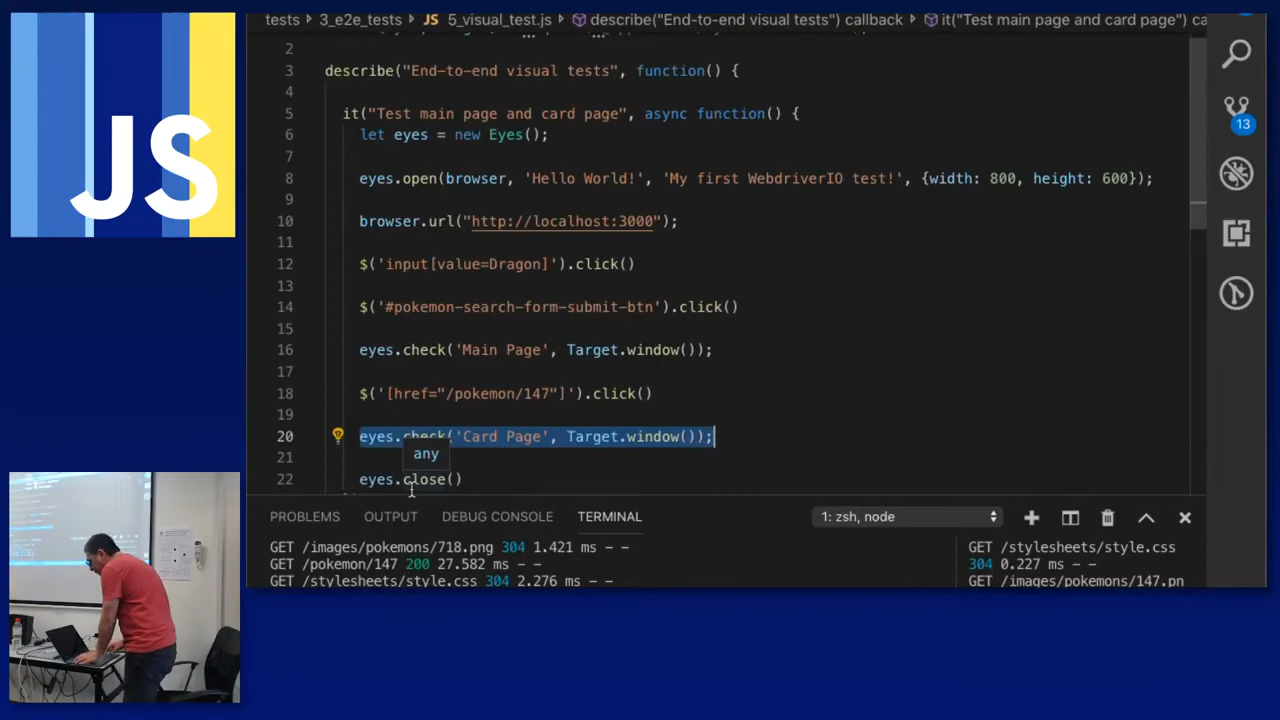 JS
tests 3_e2e_tests JS 5_visual_test.js describe("End-to-end visual tests") callback it("Test main page and card page") ca
13
2
3 describe("End-to-end visual tests", function() {
4
5 it("Test main page and card page", async function() {
6 let eyes = new Eyes();
7
8 eyes.open(browser, 'Hello World!', 'My first WebdriverIO test!', {width: 800, height: 600});
9
10 browser.url("http://localhost:3000");
11
12 $('input[value=Dragon]').click()
13
14 $('#pokemon-search-form-submit-btn').click()
15
16 eyes.check('Main Page', Target.window());
17
18 $('[href="/pokemon/147"]').click()
19
20 eyes.check('Card Page', Target.window());
21 any
22 eyes.close()
PROBLEMS OUTPUT DEBUG CONSOLE TERMINAL 1: zsh, node
GET /images/pokemons/718.png 304 1.421 ms - -
GET /pokemon/147 200 27.582 ms - -
GET /stylesheets/style.css 304 2.276 ms - -
GET /stylesheets/style.css
304 0.227 ms - -
GET /images/pokemons/147.pn